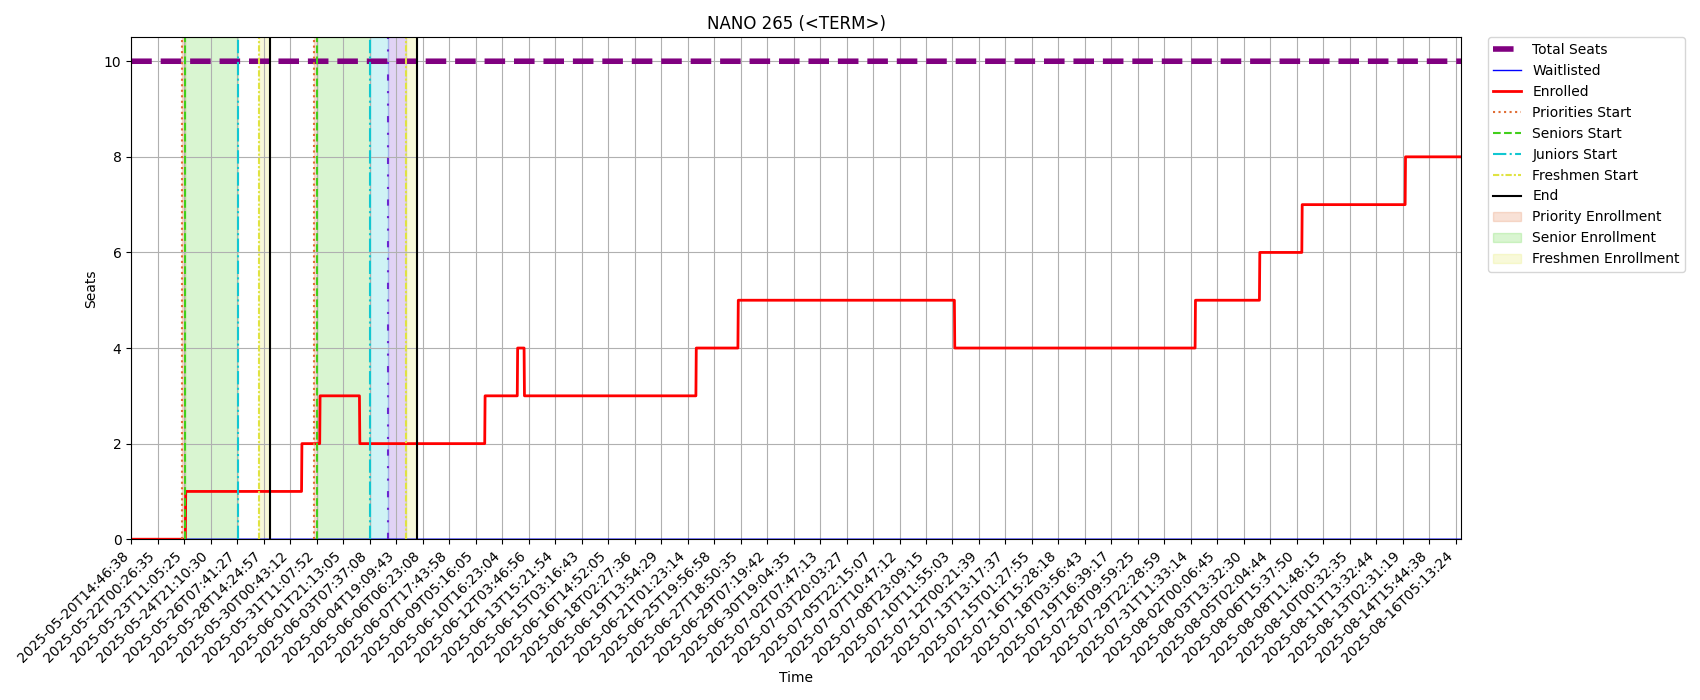 NANO 265 (<TERM>)
Seats
10
8
6
4
2
0
2025-05-20T14:46:38
2025-05-22T00:26:35
2025-05-23T11:05:25
2025-05-24T21:10:30
2025-05-26T07:41:27
2025-05-28T14:24:57
2025-05-30T00:43:12
2025-05-31T11:07:52
2025-06-01T21:13:05
2025-06-03T07:37:08
2025-06-04T19:09:43
2025-06-06T06:23:08
2025-06-07T17:43:58
2025-06-09T05:16:05
2025-06-10T16:23:04
2025-06-12T03:46:56
2025-06-13T15:21:54
2025-06-15T03:16:43
2025-06-16T14:52:05
2025-06-18T02:27:36
2025-06-19T13:54:29
2025-06-21T01:23:14
2025-06-25T19:56:58
2025-06-27T18:50:35
2025-06-29T07:19:42
2025-06-30T19:04:35
2025-07-02T07:47:13
2025-07-03T20:03:27
2025-07-05T22:15:07
2025-07-07T10:47:12
2025-07-08T23:09:15
2025-07-10T11:55:03
2025-07-12T00:21:39
2025-07-13T13:17:37
2025-07-15T01:27:55
2025-07-16T15:28:18
2025-07-18T03:56:43
2025-07-19T16:39:17
2025-07-28T09:59:25
2025-07-29T22:28:59
2025-07-31T11:33:14
2025-08-02T00:06:45
2025-08-03T13:32:30
2025-08-05T02:04:44
2025-08-06T15:37:50
2025-08-08T11:48:15
2025-08-10T00:32:35
2025-08-11T13:32:44
2025-08-13T02:31:19
2025-08-14T15:44:38
2025-08-16T05:13:24
Time
Total Seats
Waitlisted
Enrolled
Priorities Start
Seniors Start
Juniors Start
Freshmen Start
End
Priority Enrollment
Senior Enrollment
Freshmen Enrollment